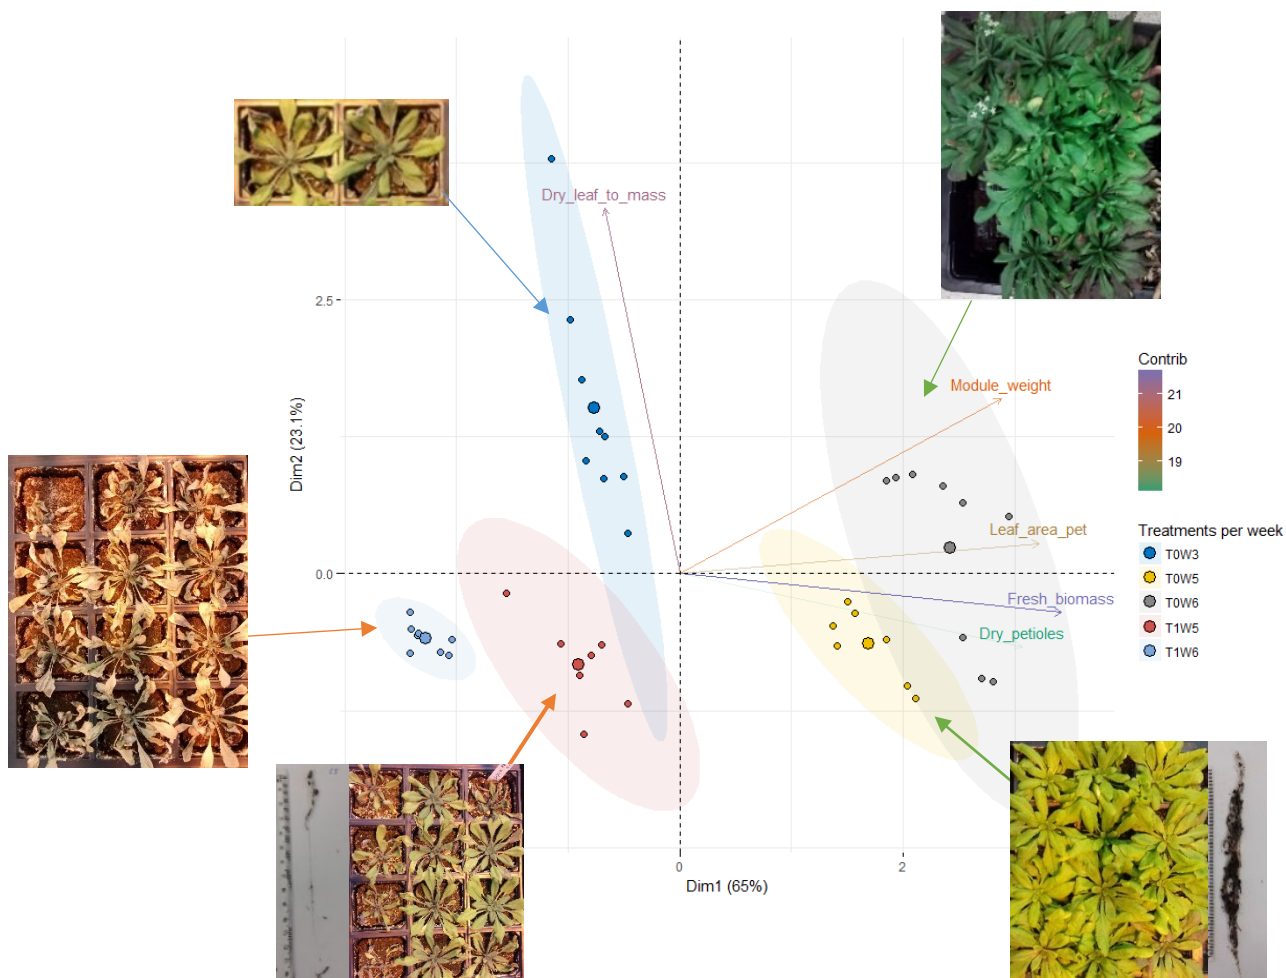 Dry_leaf_to_mass
2.5
Contrib
21
20
19
Module_weight
Dim2 (23.1%)
Leaf_area_pet
Treatments per week
T0W3
T0W5
T0W6
T1W5
T1W6
0.0
Fresh_biomass
Dry_petioles
0
2
Dim1 (65%)